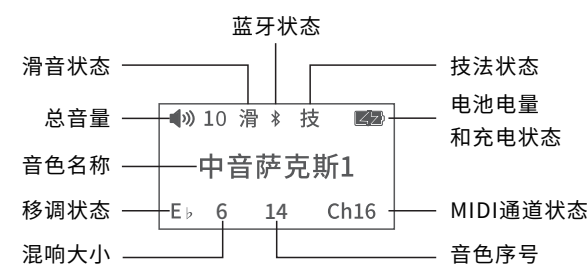 蓝牙状态
滑音状态
技法状态
总音量
10 滑 技
电池电量
和充电状态
音色名称
中音萨克斯1
移调状态
E♭ 6 14 Ch16
MIDI通道状态
混响大小
音色序号